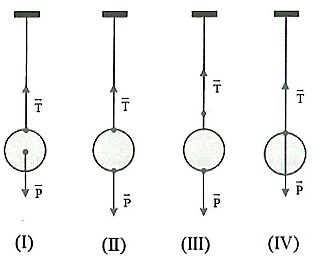 T T T T
P P P P
(I) (II) (III) (IV)